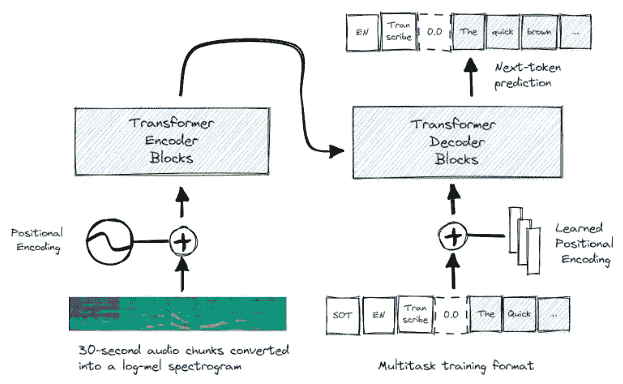 EN Tran scribe 0.0 The quick brown ...
Next-token
prediction
Transformer
Encoder
Blocks
Transformer
Decoder
Blocks
Positional
Encoding
Learned
Positional
Encoding
SOT EN Tran scribe 0.0 The Quick ...
30-second audio chunks converted
into a log-mel spectrogram
Multitask training format